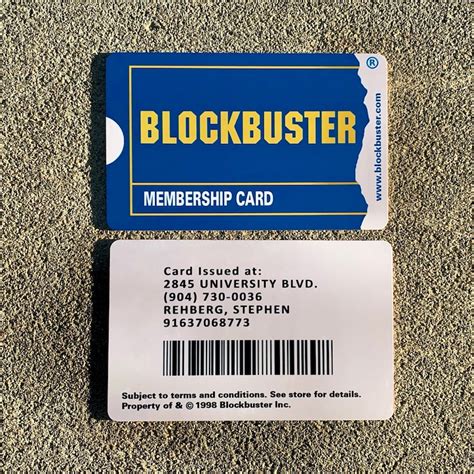 ®
BLOCKBUSTER
www.blockbuster.com
MEMBERSHIP CARD
Card Issued at:
2845 UNIVERSITY BLVD.
(904) 730-0036
REHBERG, STEPHEN
91637068773
Subject to terms and conditions. See store for details.
Property of & © 1998 Blockbuster Inc.